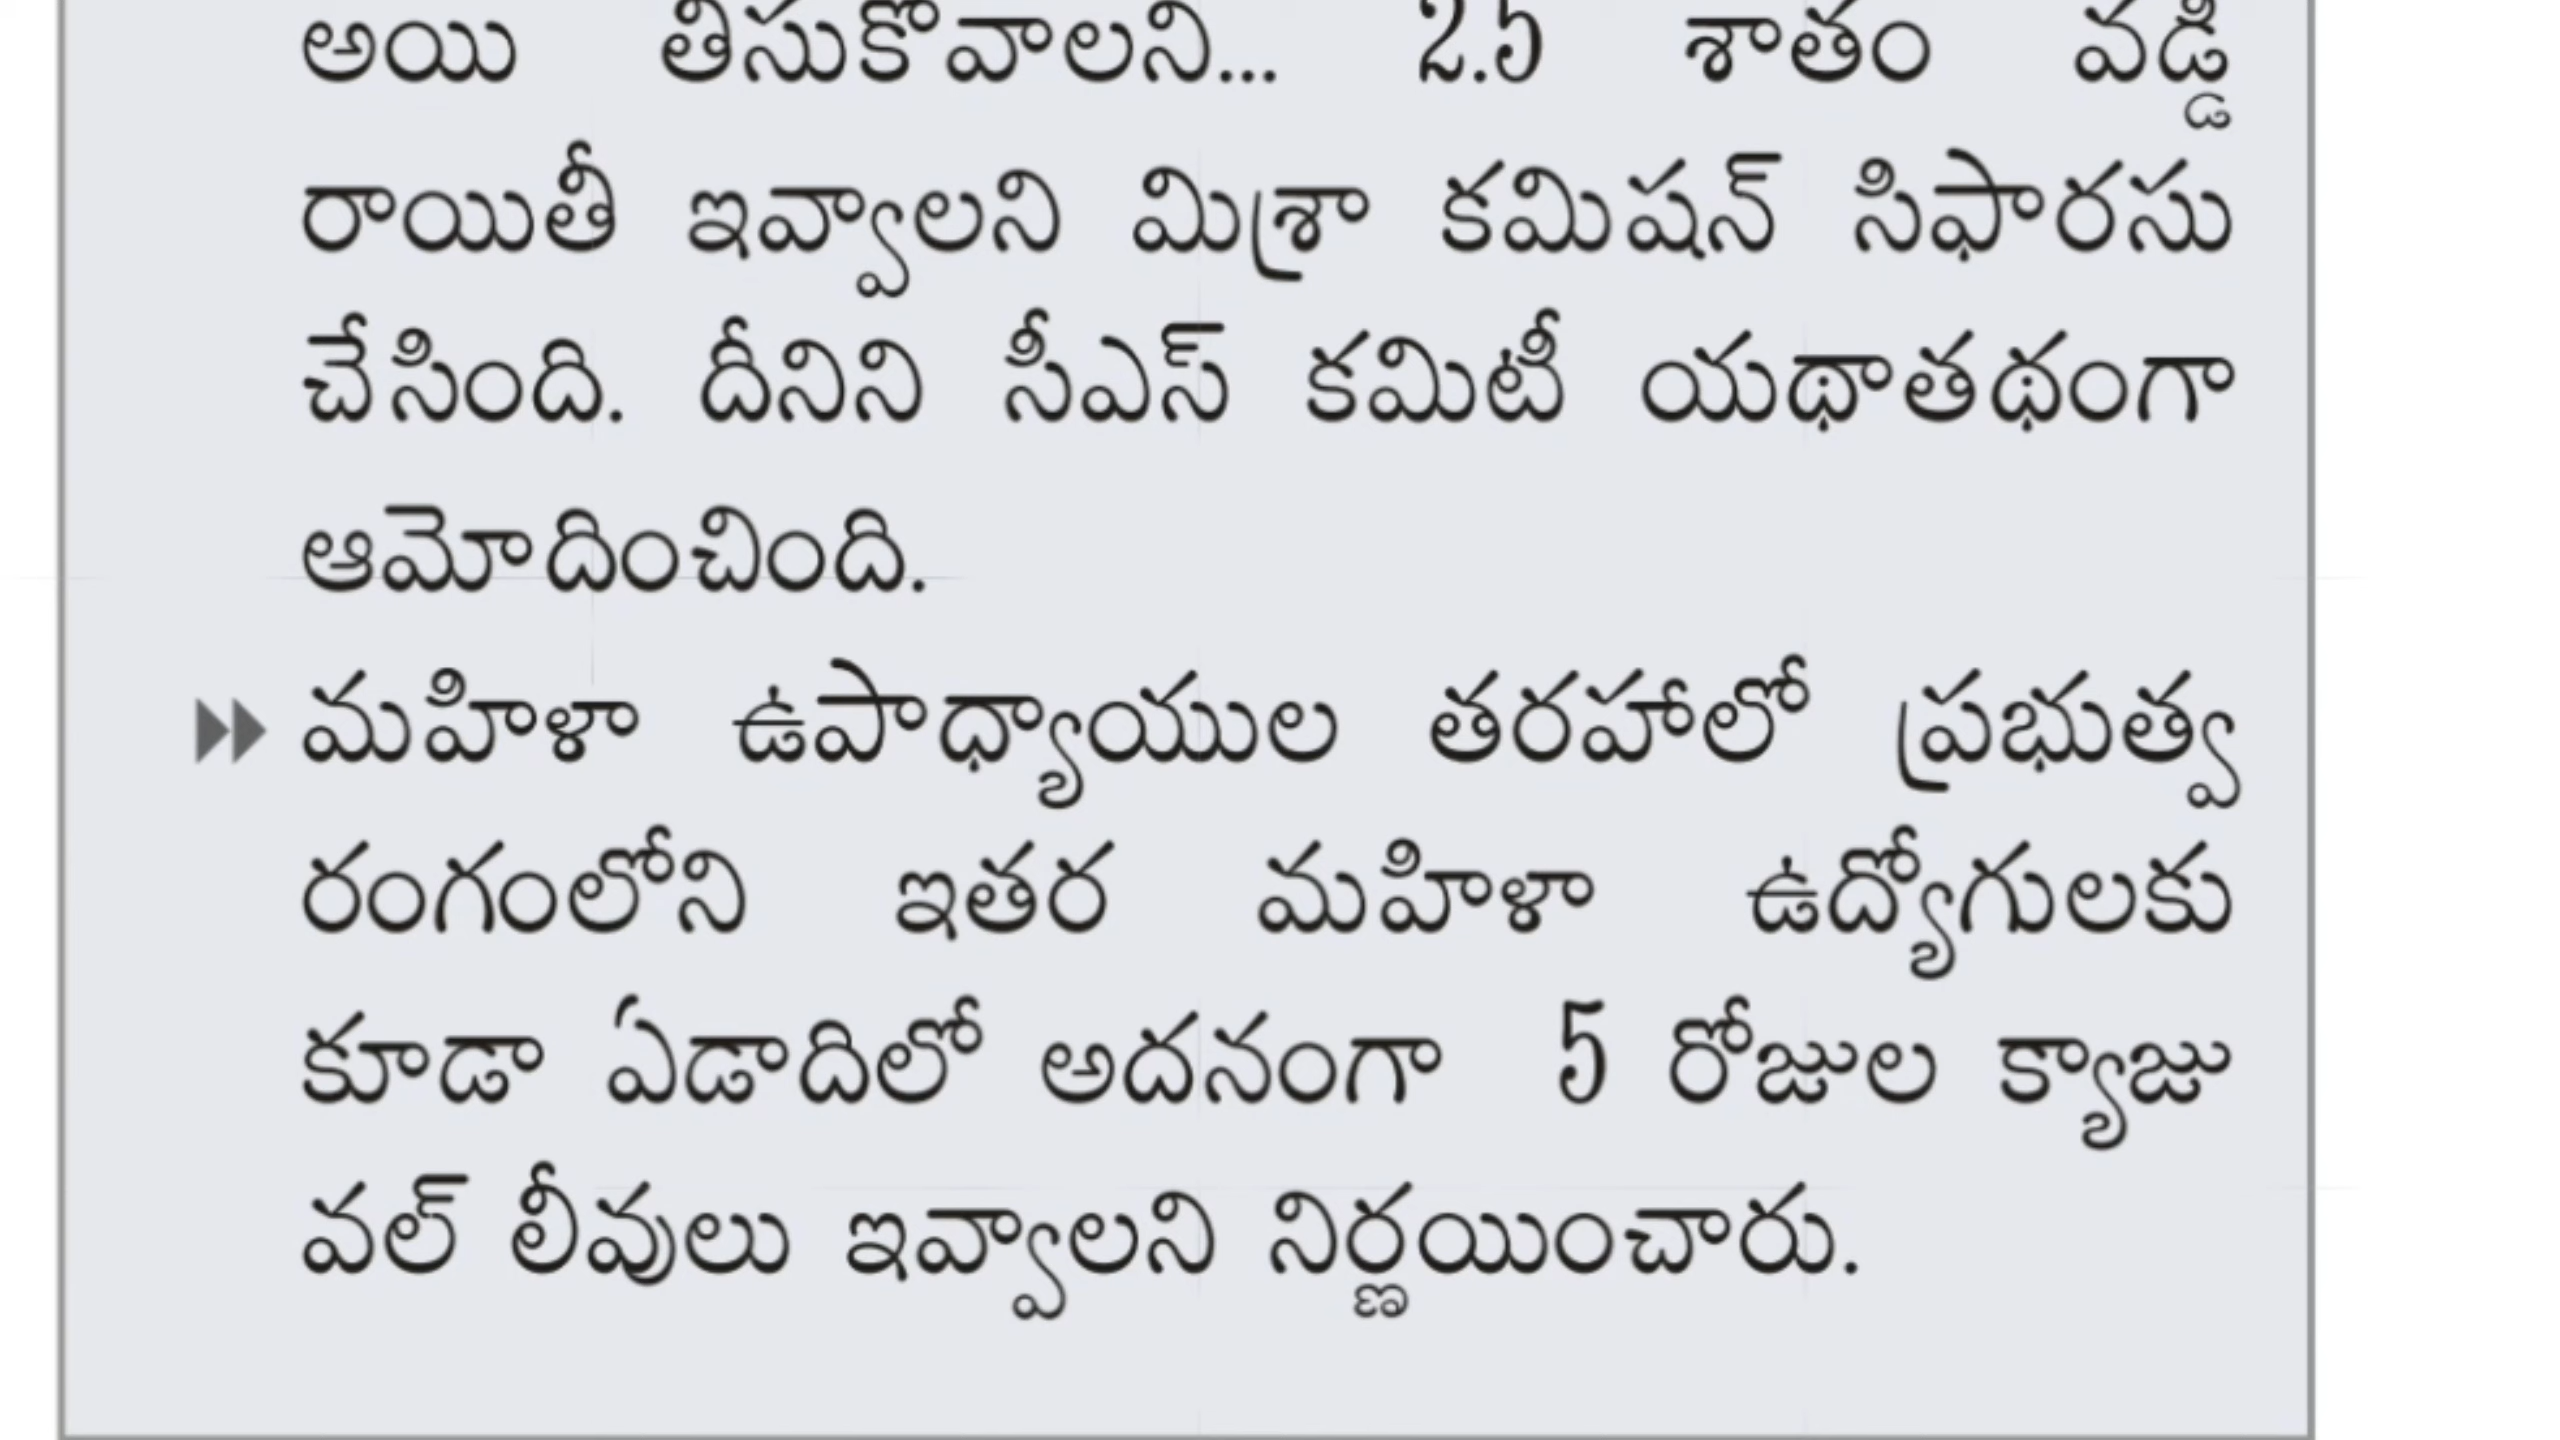 అయి తీసుకోవాలని... 2.5 శాతం వడ్డీ
రాయితీ ఇవ్వాలని మిశ్రా కమిషన్ సిఫారసు
చేసింది. దీనిని సీఎస్ కమిటీ యథాతథంగా
ఆమోదించింది.
మహిళా ఉపాధ్యాయుల తరహాలో ప్రభుత్వ
రంగంలోని ఇతర మహిళా ఉద్యోగులకు
కూడా ఏడాదిలో అదనంగా 5 రోజుల క్యాజు
వల్ లీవులు ఇవ్వాలని నిర్ణయించారు.